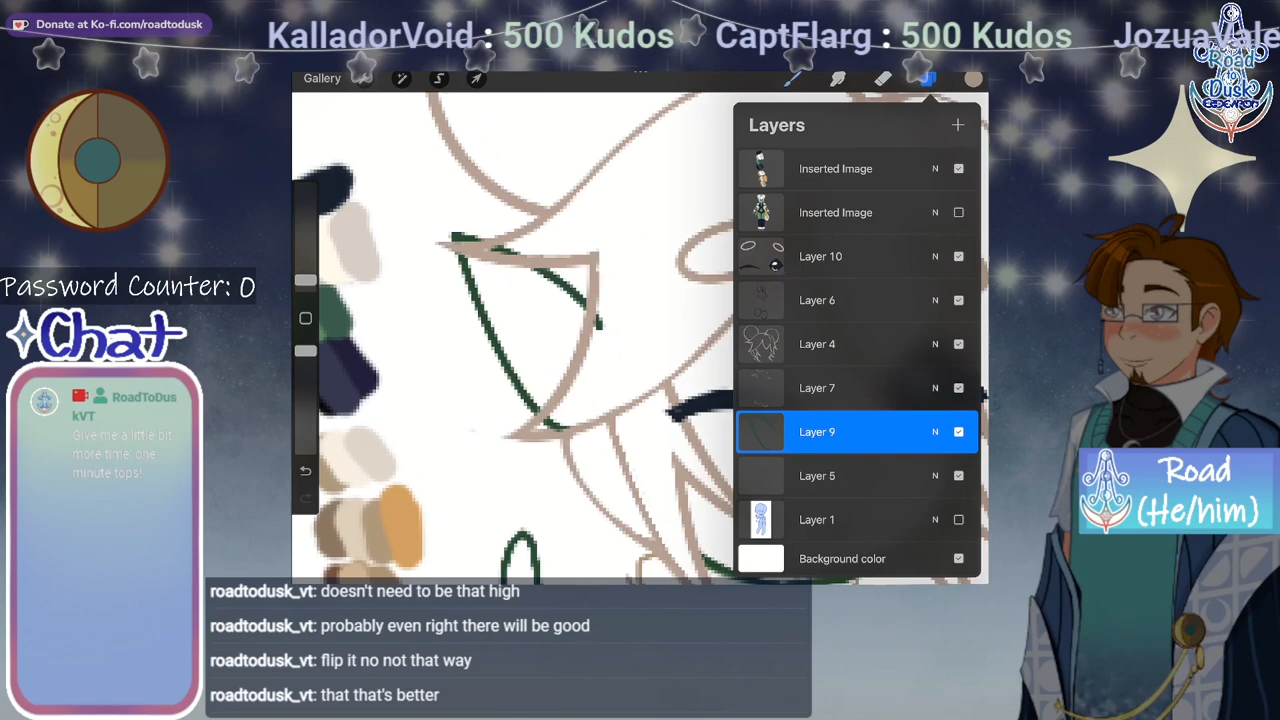 Donate at Ko-fi.com/roadtodusk
KalladorVoid : 500 Kudos CaptFlarg : 500 Kudos JozuaVale
Road
to
Dusk
Gallery
Layers
Inserted Image N
Inserted Image N
Layer 10 N
Layer 6 N
Layer 4 N
Layer 7 N
Layer 9 N
Layer 5 N
Layer 1 N
Background color
Password Counter: 0
Chat
RoadToDus
kVT
Give me a little bit
more time, one
minute tops!
roadtodusk_vt: doesn't need to be that high
roadtodusk_vt: probably even right there will be good
roadtodusk_vt: flip it no not that way
roadtodusk_vt: that that's better
Road
(He/him)